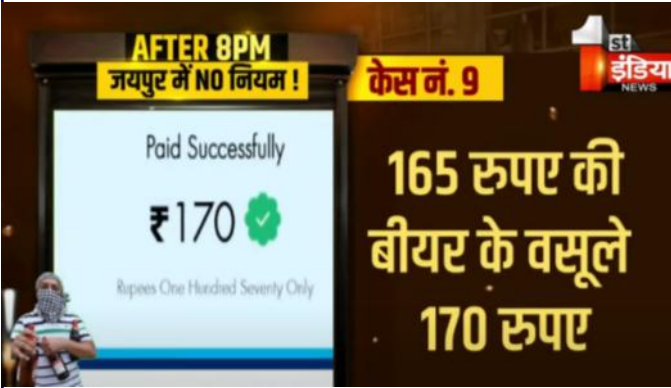 AFTER 8PM
जयपुर में NO नियम !
केस नं. 9
1st
इंडिया
NEWS
Paid Successfully
₹170
Rupees One Hundred Seventy Only
165 रुपए की
बीयर के वसूले
170 रुपए